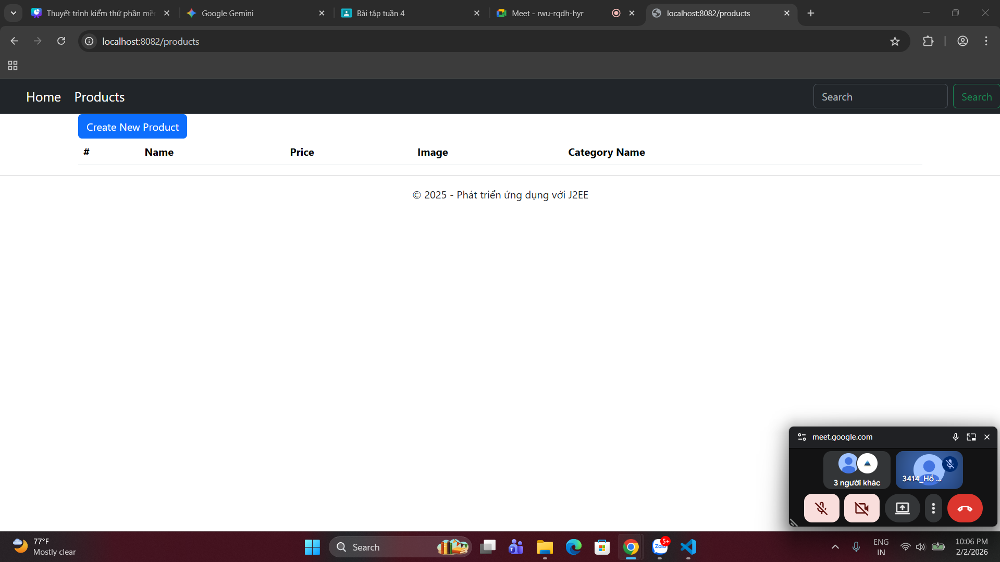 Thuyết trình kiểm thử phần mềm
Google Gemini
Bài tập tuần 4
Meet - rwu-rqdh-hyr
localhost:8082/products
localhost:8082/products
Home
Products
Search
Search
Create New Product
#
Name
Price
Image
Category Name
© 2025 - Phát triển ứng dụng với J2EE
meet.google.com
3 người khác
3414_Hồ ...
77°F
Mostly clear
Search
Zalo
5+
ENG
IN
10:06 PM
2/2/2026